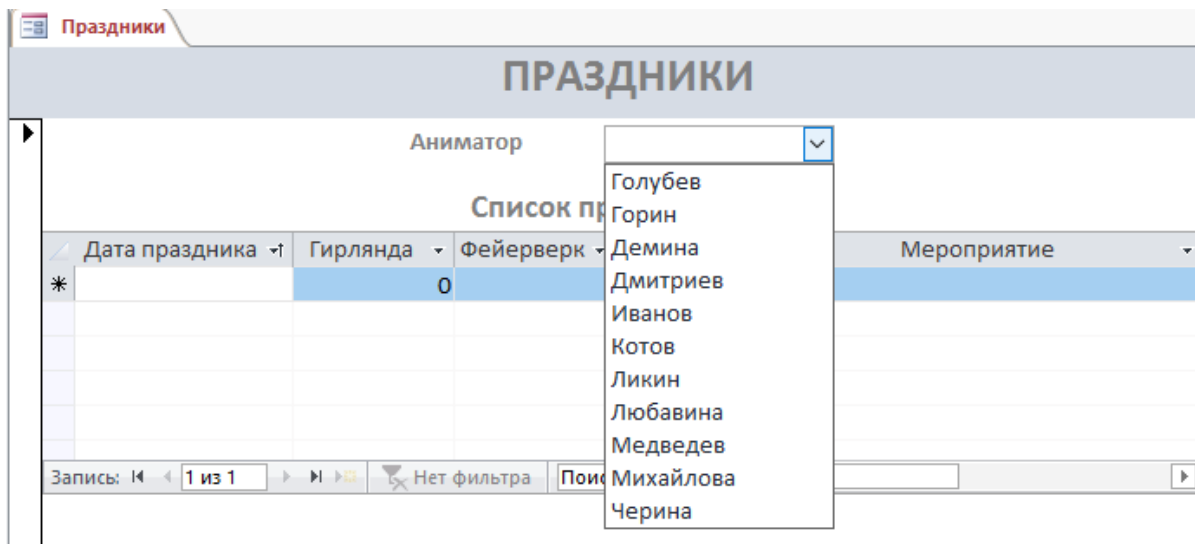 Праздники
ПРАЗДНИКИ
Аниматор
Голубев
Список пр
Горин
Дата праздника Гирлянда Фейерверк Демина Мероприятие
Дмитриев
0
Иванов
Котов
Ликин
Любавина
Медведев
Запись: 1 из 1 Нет фильтра Поис Михайлова
Черина